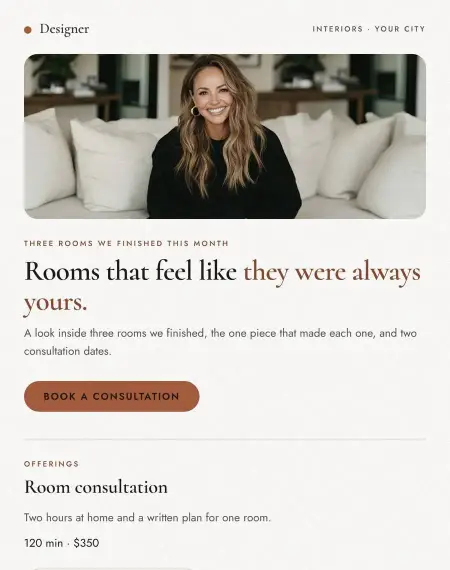 Designer
INTERIORS · YOUR CITY
THREE ROOMS WE FINISHED THIS MONTH
Rooms that feel like they were always
yours.
A look inside three rooms we finished, the one piece that made each one, and two
consultation dates.
BOOK A CONSULTATION
OFFERINGS
Room consultation
Two hours at home and a written plan for one room.
120 min · $350